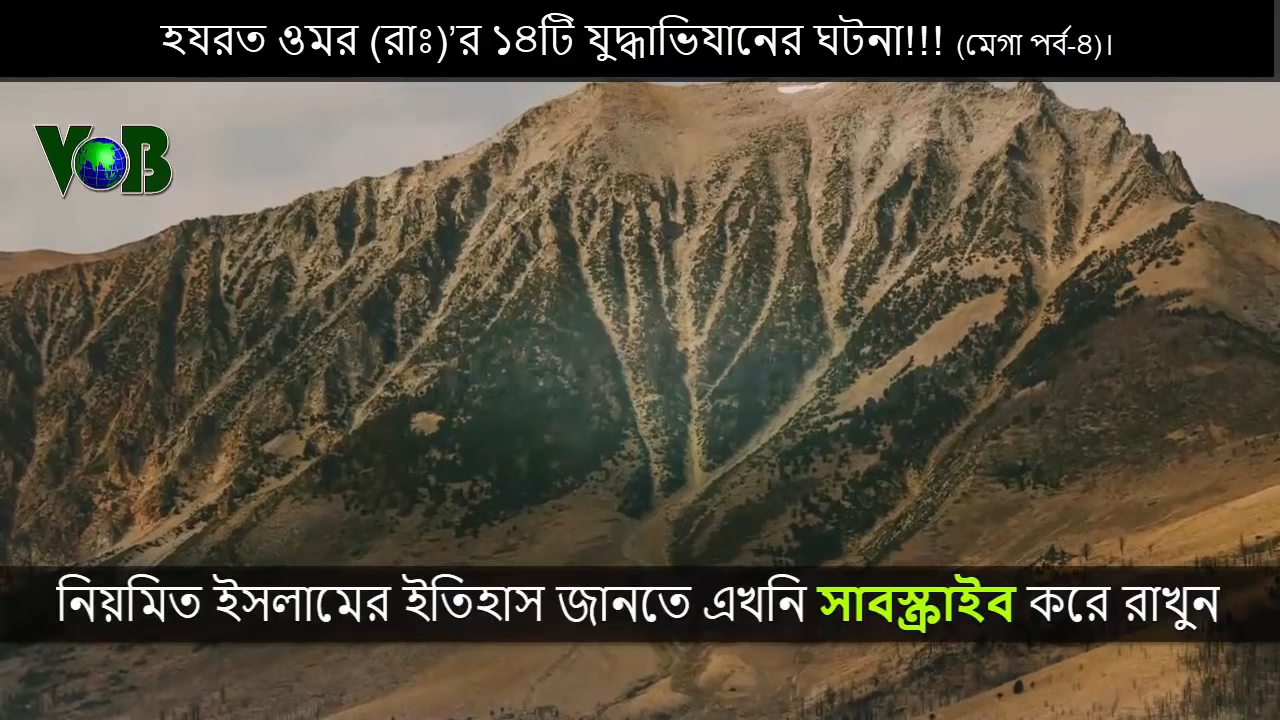 হযরত ওমর (রাঃ)’র ১৪টি যুদ্ধাভিযানের ঘটনা!!! (মেগা পর্ব-৪)।
VOB
নিয়মিত ইসলামের ইতিহাস জানতে এখনি সাবস্ক্রাইব করে রাখুন